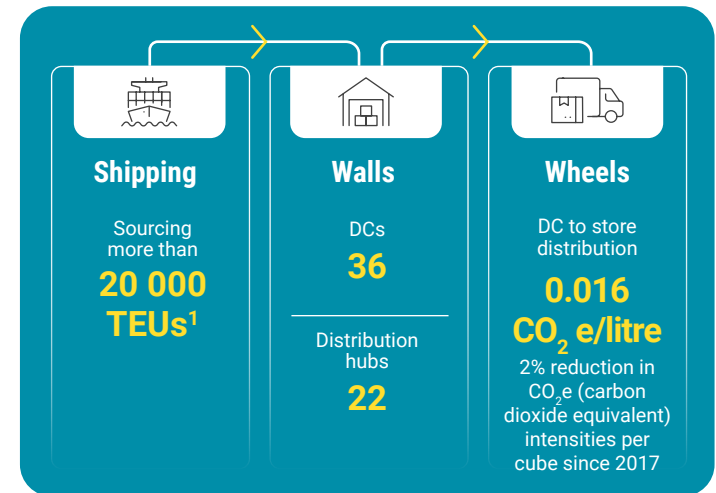 Shipping
Sourcing
more than
20 000
TEUs¹
Walls
DCs
36
Distribution
hubs
22
Wheels
DC to store
distribution
0.016
CO₂ e/litre
2% reduction in
CO₂e (carbon
dioxide equivalent)
intensities per
cube since 2017